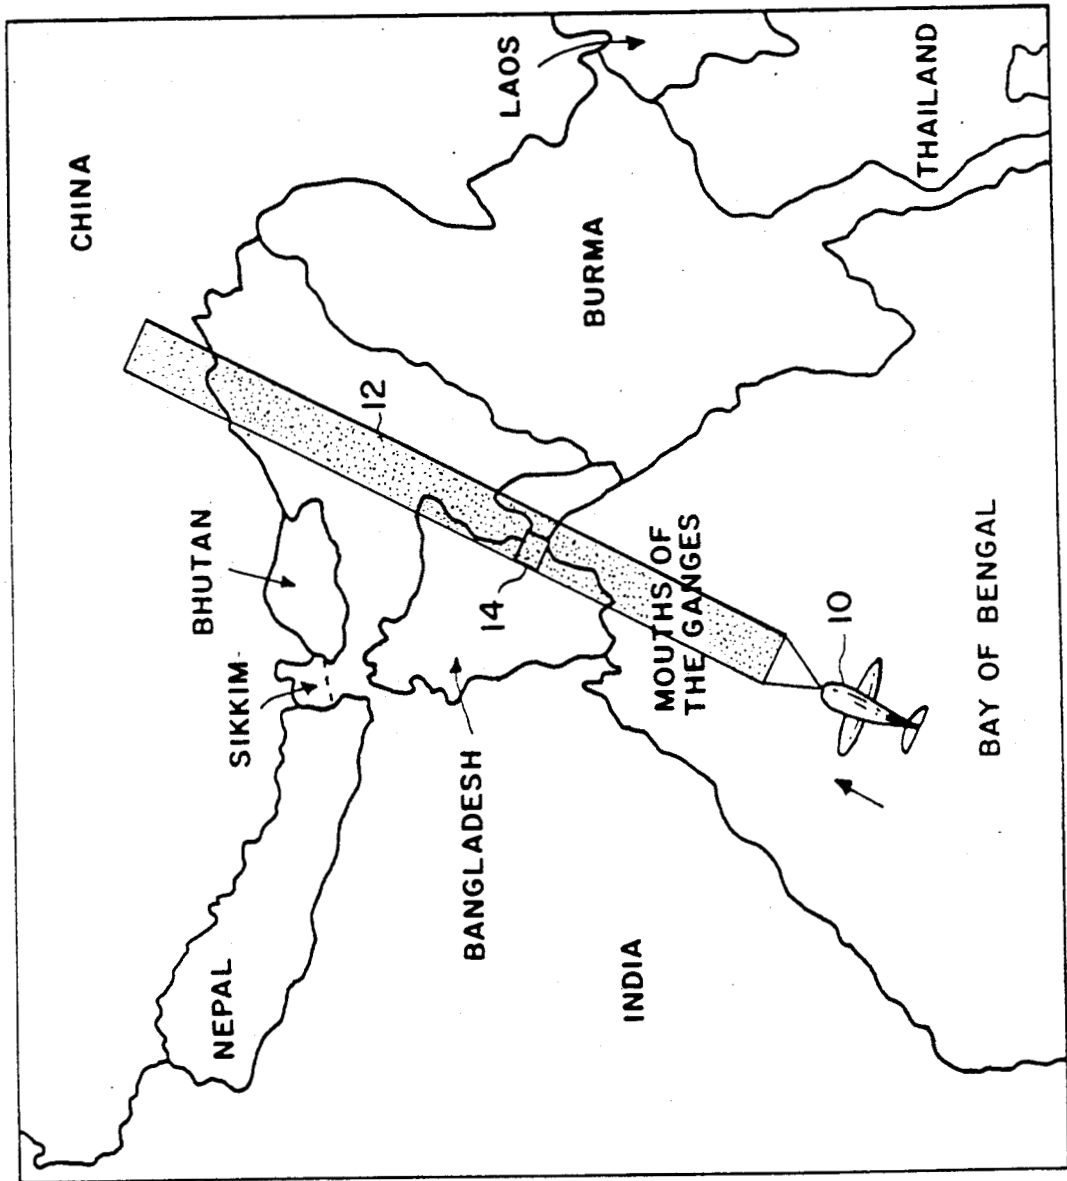 CHINA
LAOS
THAILAND
BURMA
12
BHUTAN
SIKKIM
14
MOUTHS OF
THE GANGES
10
BAY OF BENGAL
BANGLADESH
NEPAL
INDIA